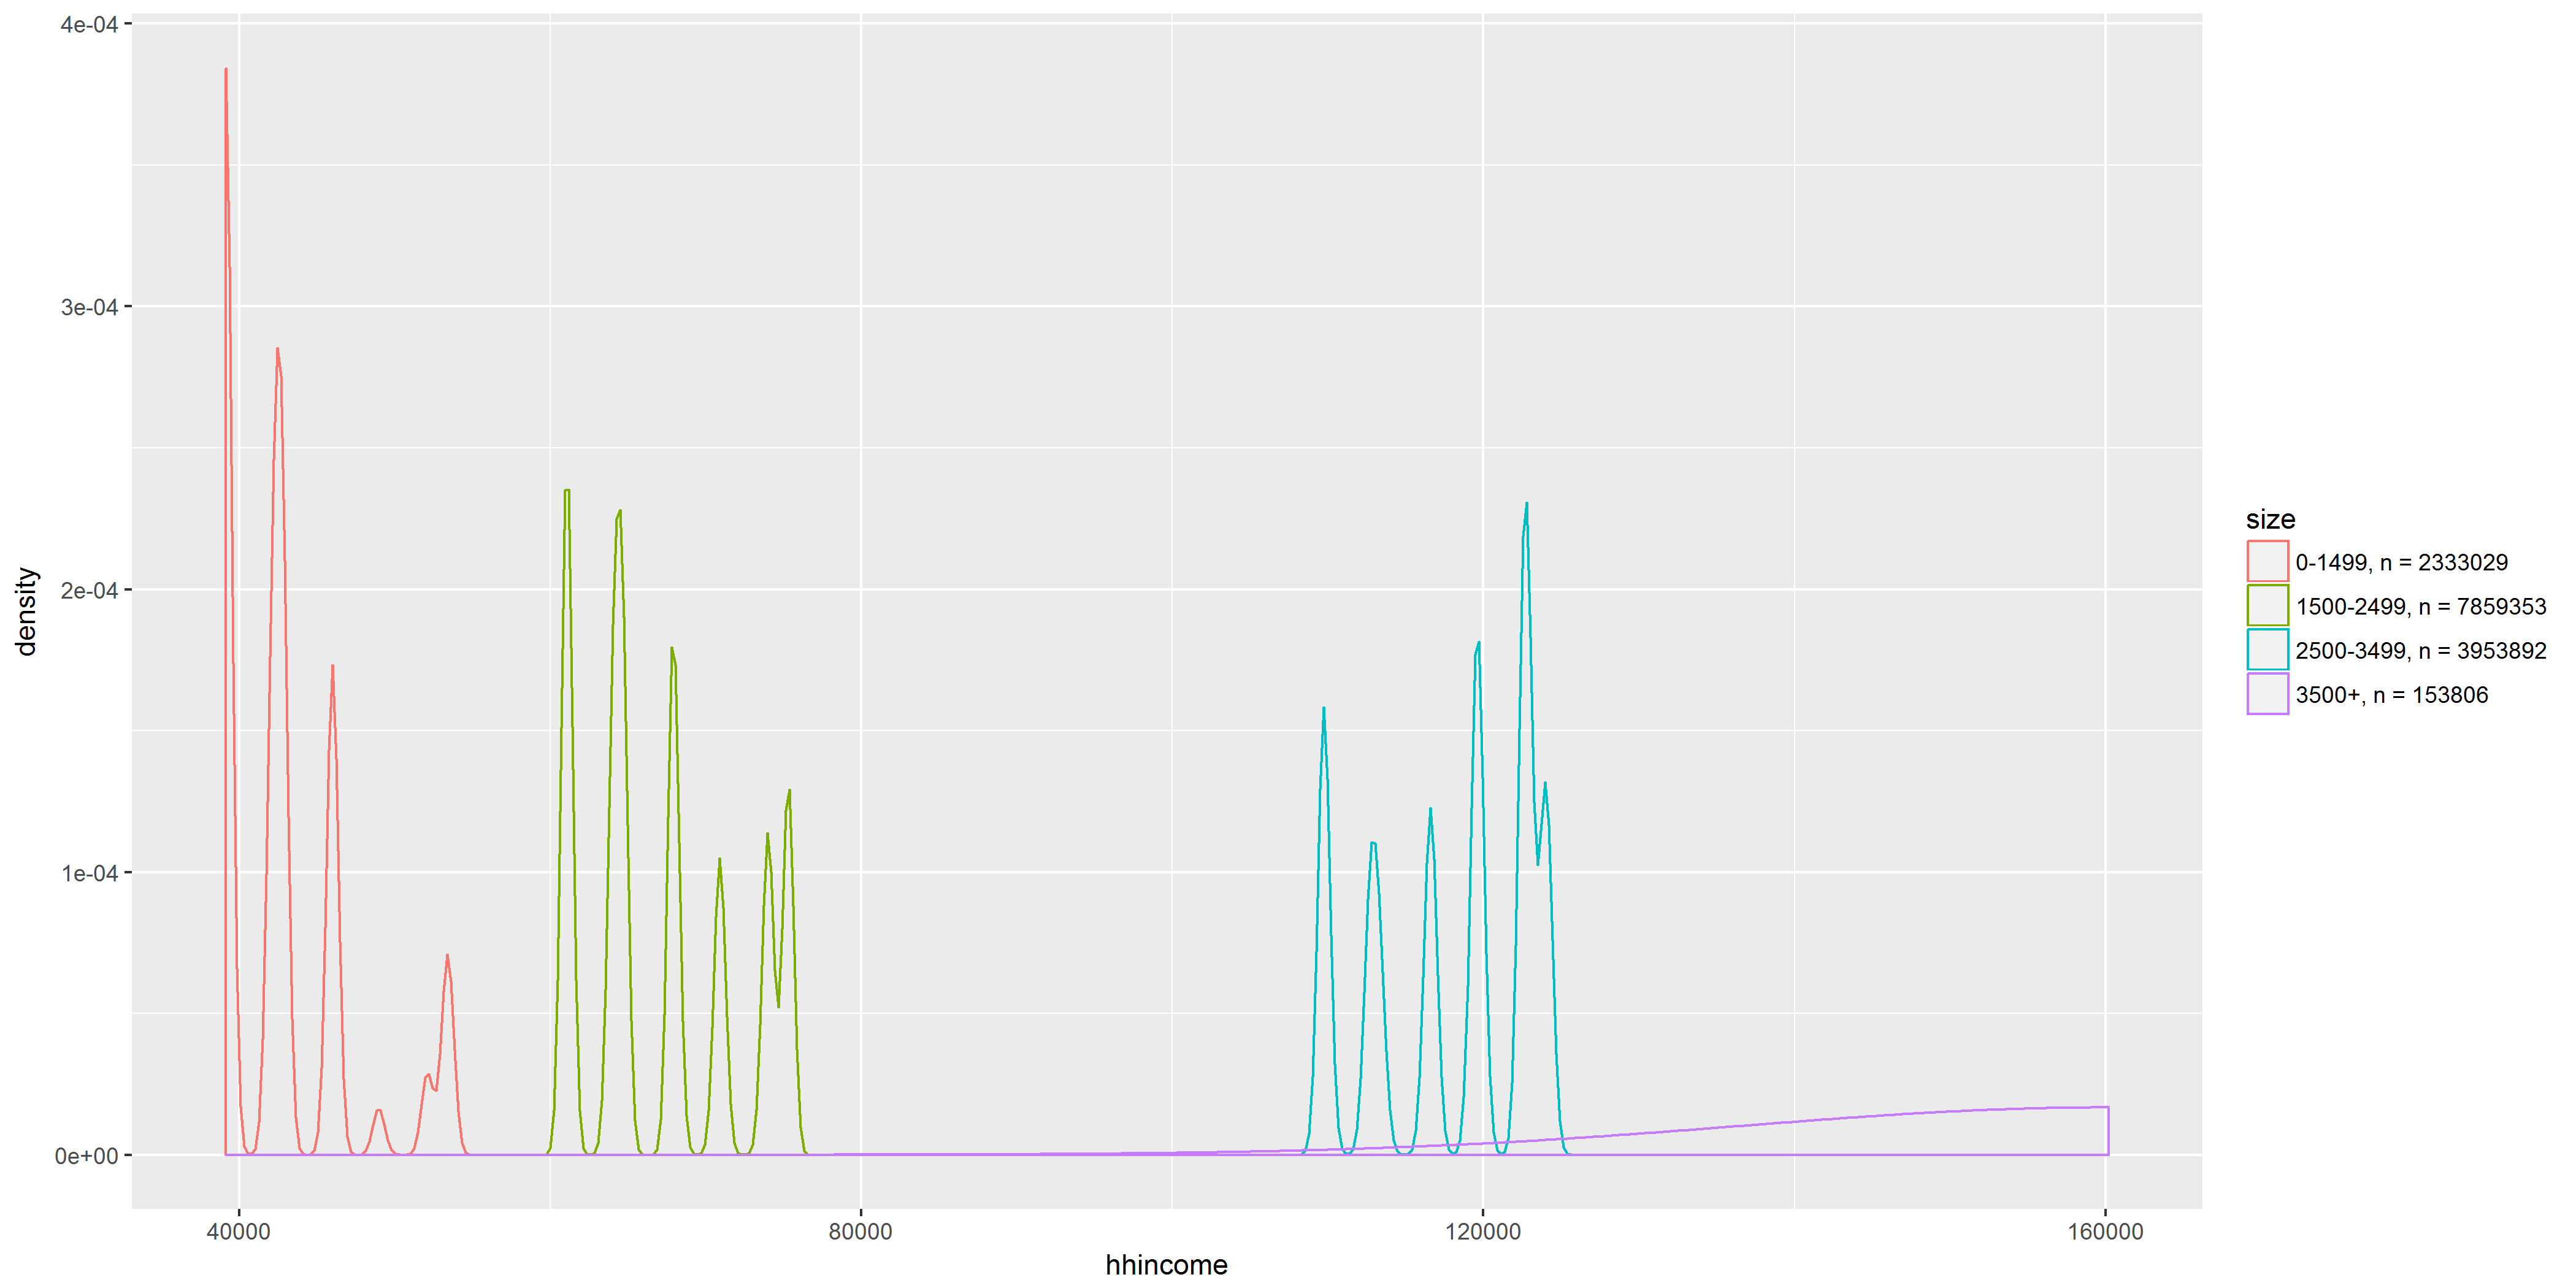 4e-04
3e-04
2e-04
1e-04
0e+00
density
40000
80000
120000
160000
hhincome
size
0-1499, n = 2333029
1500-2499, n = 7859353
2500-3499, n = 3953892
3500+, n = 153806